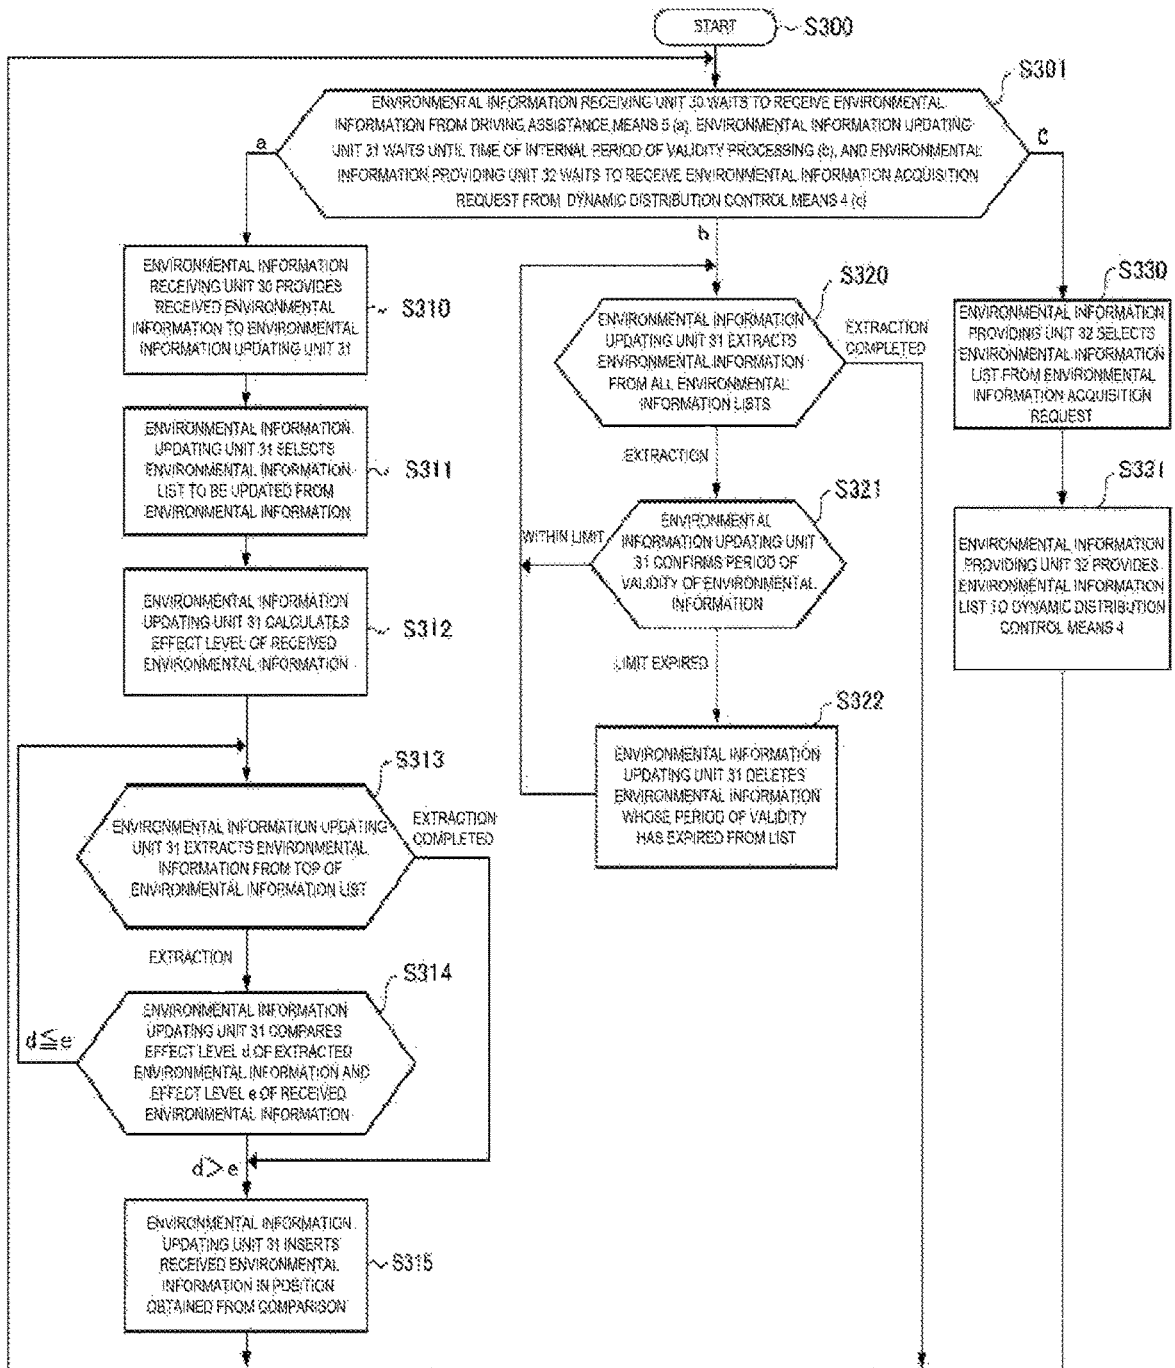 START
S300
S301
ENVIRONMENTAL INFORMATION RECEIVING UNIT 30 WAITS TO RECEIVE ENVIRONMENTAL
INFORMATION FROM DRIVING ASSISTANCE MEANS 5 (a), ENVIRONMENTAL INFORMATION UPDATING
UNIT 31 WAITS UNTIL TIME OF INTERNAL PERIOD OF VALIDITY PROCESSING (b), AND ENVIRONMENTAL
INFORMATION PROVIDING UNIT 32 WAITS TO RECEIVE ENVIRONMENTAL INFORMATION ACQUISITION
REQUEST FROM DYNAMIC DISTRIBUTION CONTROL MEANS 4 (c)
a
b
C
ENVIRONMENTAL INFORMATION
RECEIVING UNIT 30 PROVIDES
RECEIVED ENVIRONMENTAL
INFORMATION TO ENVIRONMENTAL
INFORMATION UPDATING UNIT 31
S310
ENVIRONMENTAL INFORMATION
UPDATING UNIT 31 SELECTS
ENVIRONMENTAL INFORMATION
LIST TO BE UPDATED FROM
ENVIRONMENTAL INFORMATION
S311
ENVIRONMENTAL INFORMATION
UPDATING UNIT 31 CALCULATES
EFFECT LEVEL OF RECEIVED
ENVIRONMENTAL INFORMATION
S312
S313
ENVIRONMENTAL INFORMATION UPDATING
UNIT 31 EXTRACTS ENVIRONMENTAL
INFORMATION FROM TOP OF
ENVIRONMENTAL INFORMATION LIST
EXTRACTION
COMPLETED
EXTRACTION
S314
ENVIRONMENTAL INFORMATION
UPDATING UNIT 31 COMPARES
EFFECT LEVEL d OF EXTRACTED
ENVIRONMENTAL INFORMATION AND
EFFECT LEVEL e OF RECEIVED
ENVIRONMENTAL INFORMATION
d≦e
d>e
ENVIRONMENTAL INFORMATION
UPDATING UNIT 31 INSERTS
RECEIVED ENVIRONMENTAL
INFORMATION IN POSITION
OBTAINED FROM COMPARISON
S315
S320
ENVIRONMENTAL INFORMATION
UPDATING UNIT 31 EXTRACTS
ENVIRONMENTAL INFORMATION
FROM ALL ENVIRONMENTAL
INFORMATION LISTS
EXTRACTION
COMPLETED
EXTRACTION
S321
ENVIRONMENTAL
INFORMATION UPDATING UNIT
31 CONFIRMS PERIOD OF
VALIDITY OF ENVIRONMENTAL
INFORMATION
WITHIN LIMIT
LIMIT EXPIRED
S322
ENVIRONMENTAL INFORMATION
UPDATING UNIT 31 DELETES
ENVIRONMENTAL INFORMATION
WHOSE PERIOD OF VALIDITY
HAS EXPIRED FROM LIST
S330
ENVIRONMENTAL INFORMATION
PROVIDING UNIT 32 SELECTS
ENVIRONMENTAL INFORMATION
LIST FROM ENVIRONMENTAL
INFORMATION ACQUISITION
REQUEST
S331
ENVIRONMENTAL INFORMATION
PROVIDING UNIT 32 PROVIDES
ENVIRONMENTAL INFORMATION
LIST TO DYNAMIC DISTRIBUTION
CONTROL MEANS 4